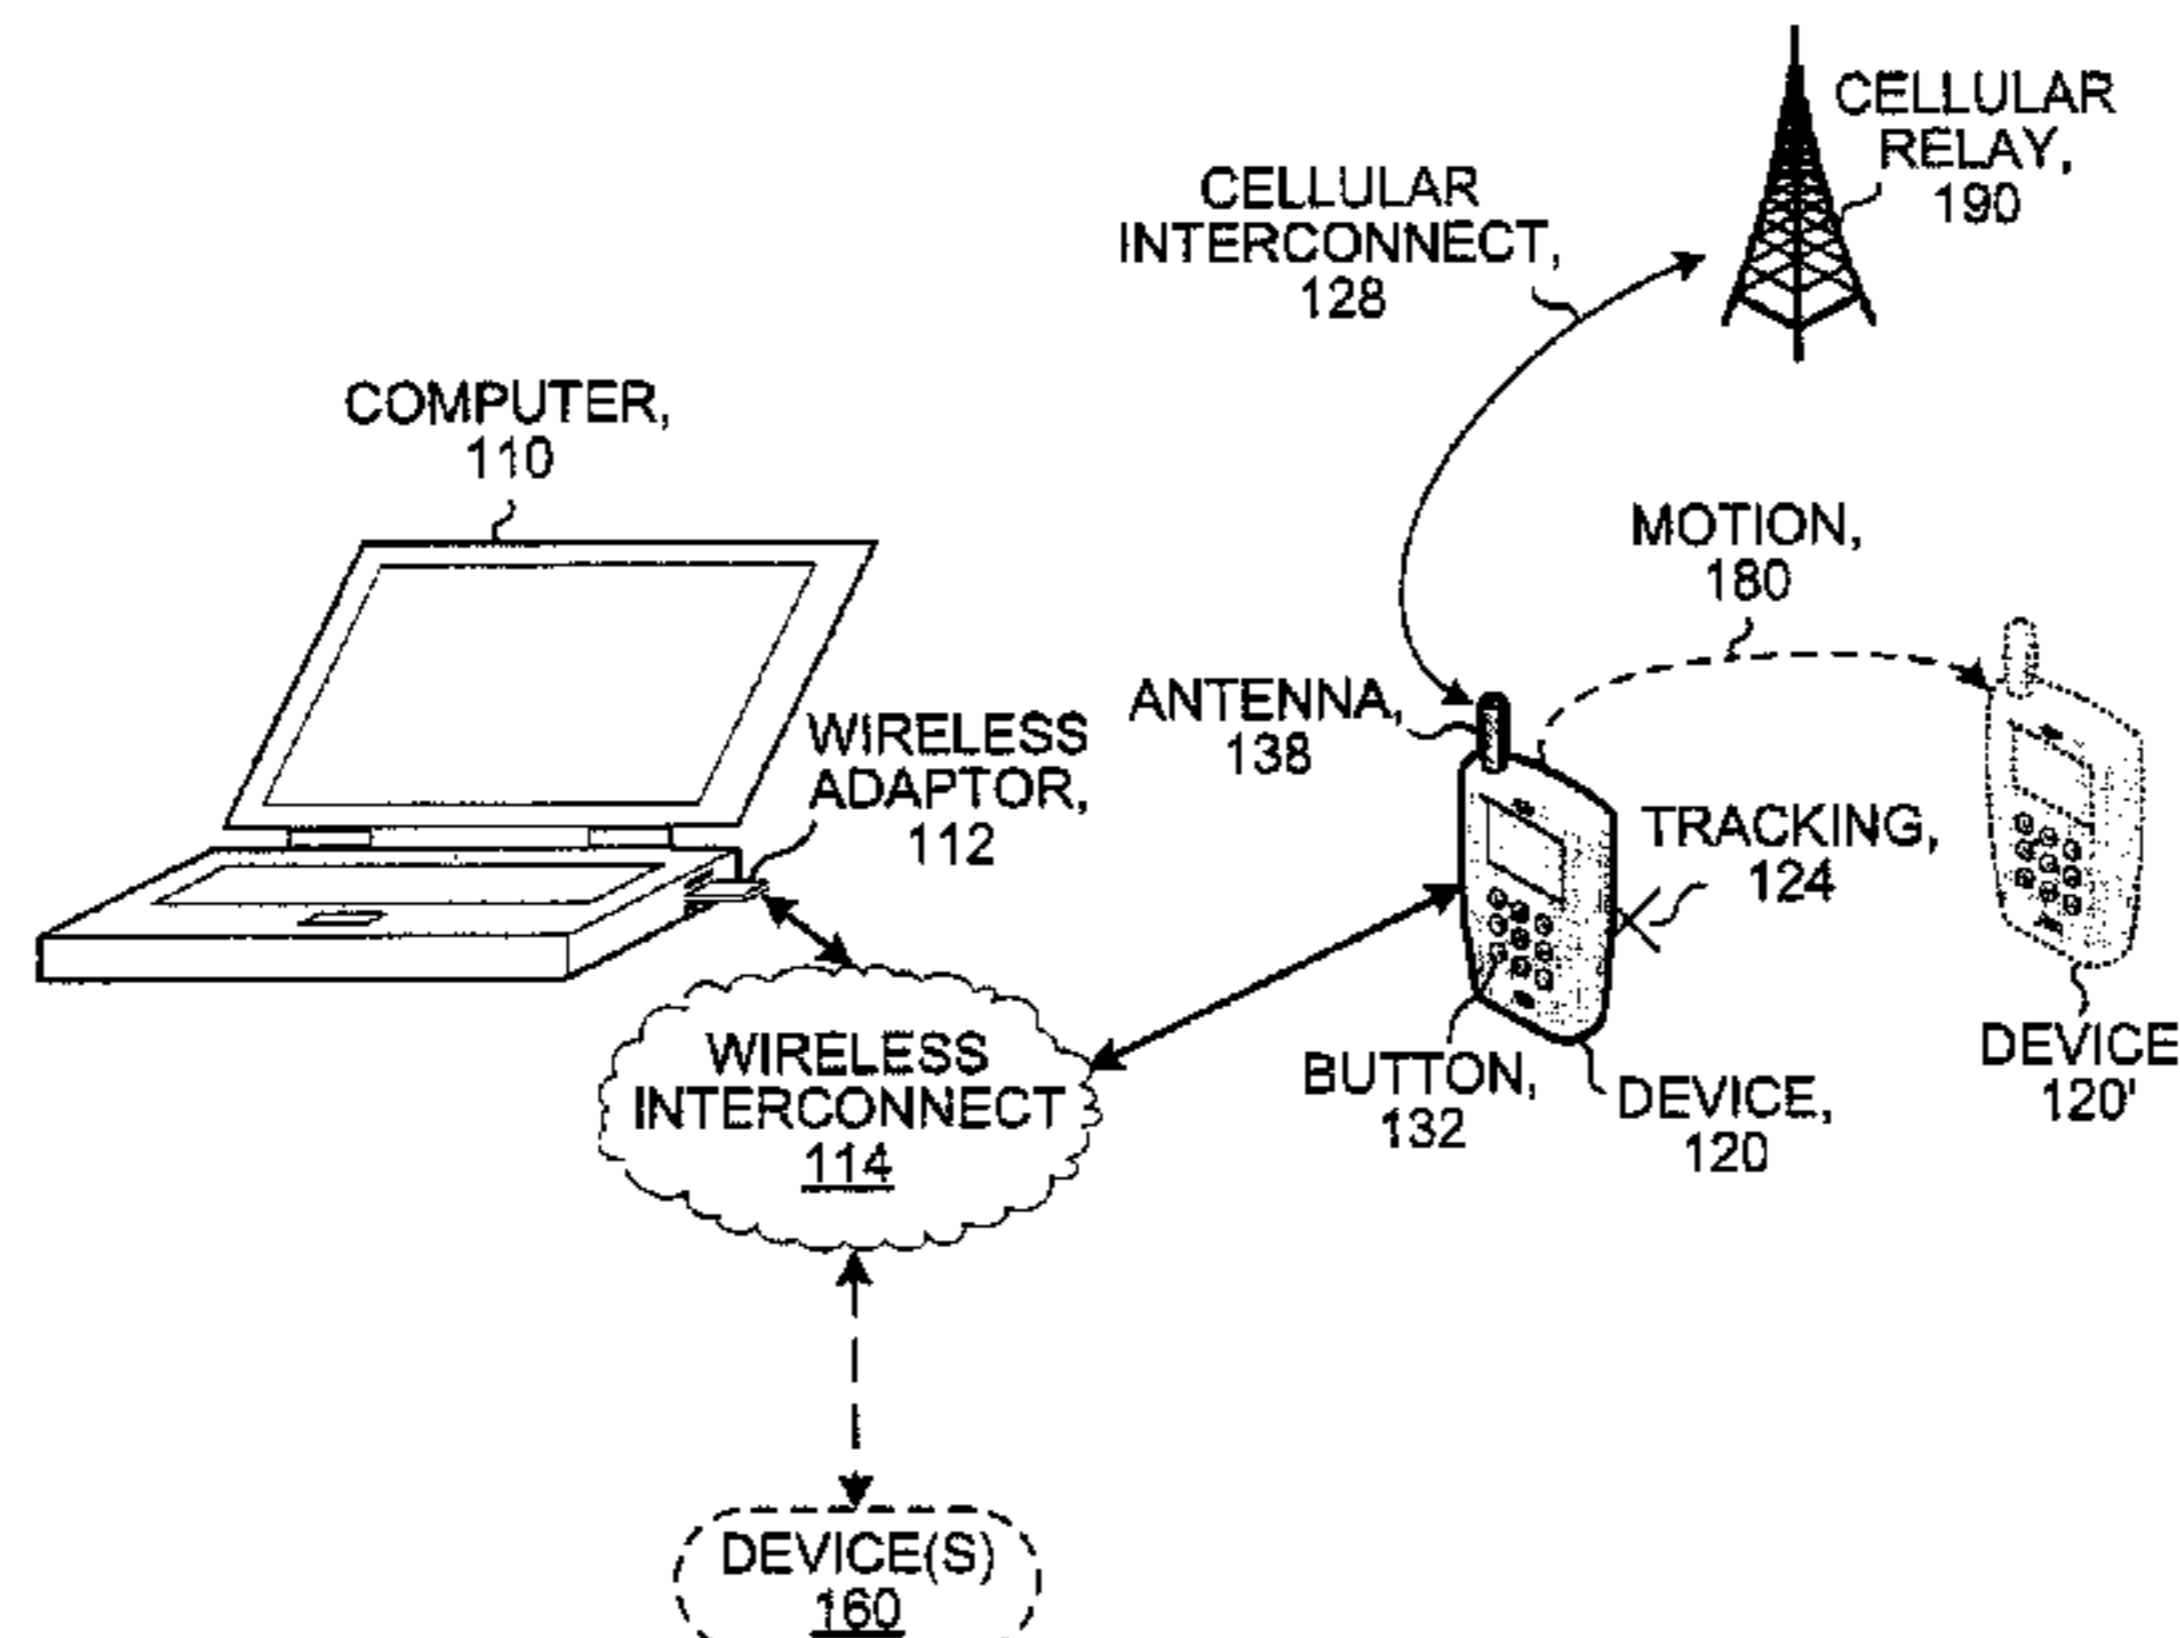 CELLULAR
RELAY,
190
CELLULAR
INTERCONNECT,
128
COMPUTER,
110
MOTION,
180
ANTENNA,
138
WIRELESS
ADAPTOR,
112
TRACKING,
124
WIRELESS
INTERCONNECT
114
BUTTON,
132
DEVICE,
120
DEVICE
120'
DEVICE(S)
160